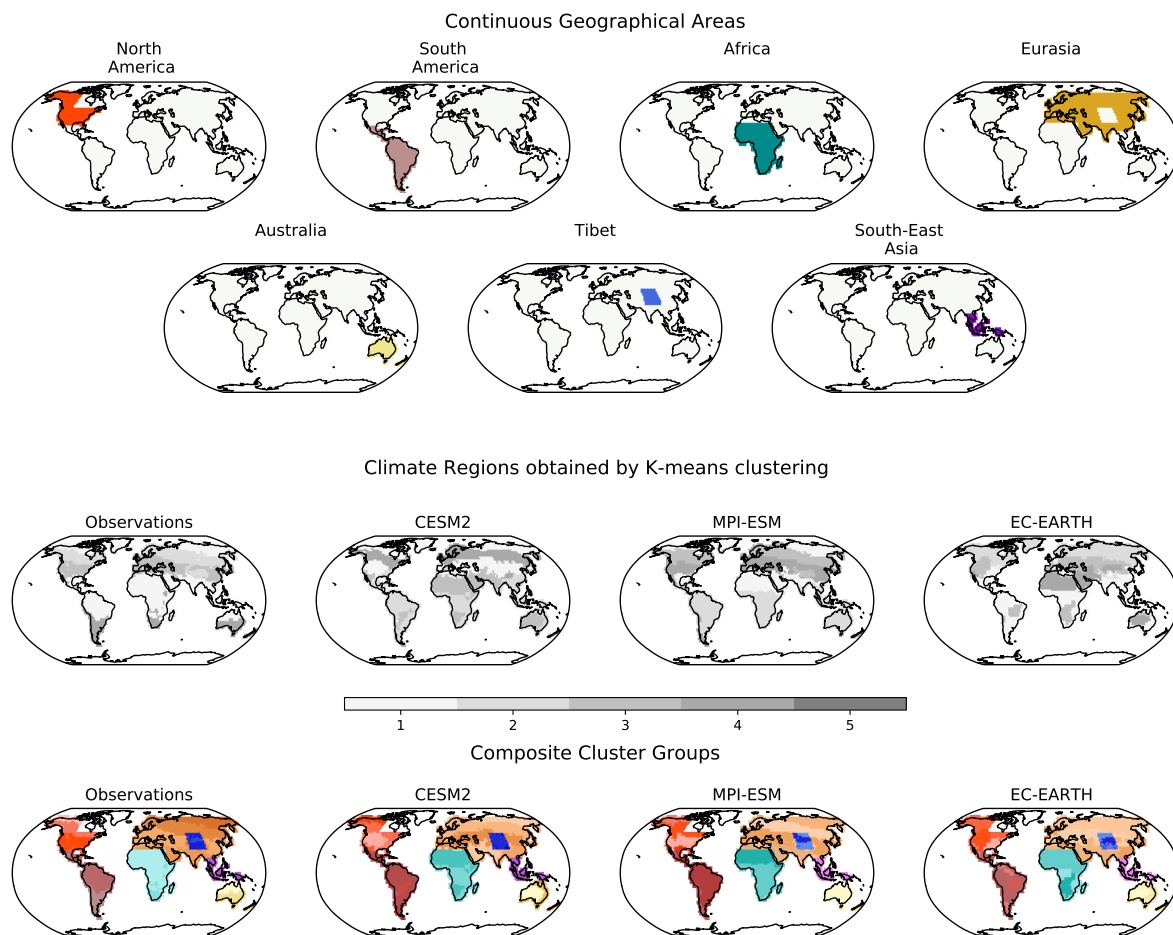 Continuous Geographical Areas
North
America
South
America
Africa
Eurasia
Australia
Tibet
South-East
Asia
Climate Regions obtained by K-means clustering
Observations
CESM2
MPI-ESM
EC-EARTH
1
2
3
4
5
Composite Cluster Groups
Observations
CESM2
MPI-ESM
EC-EARTH